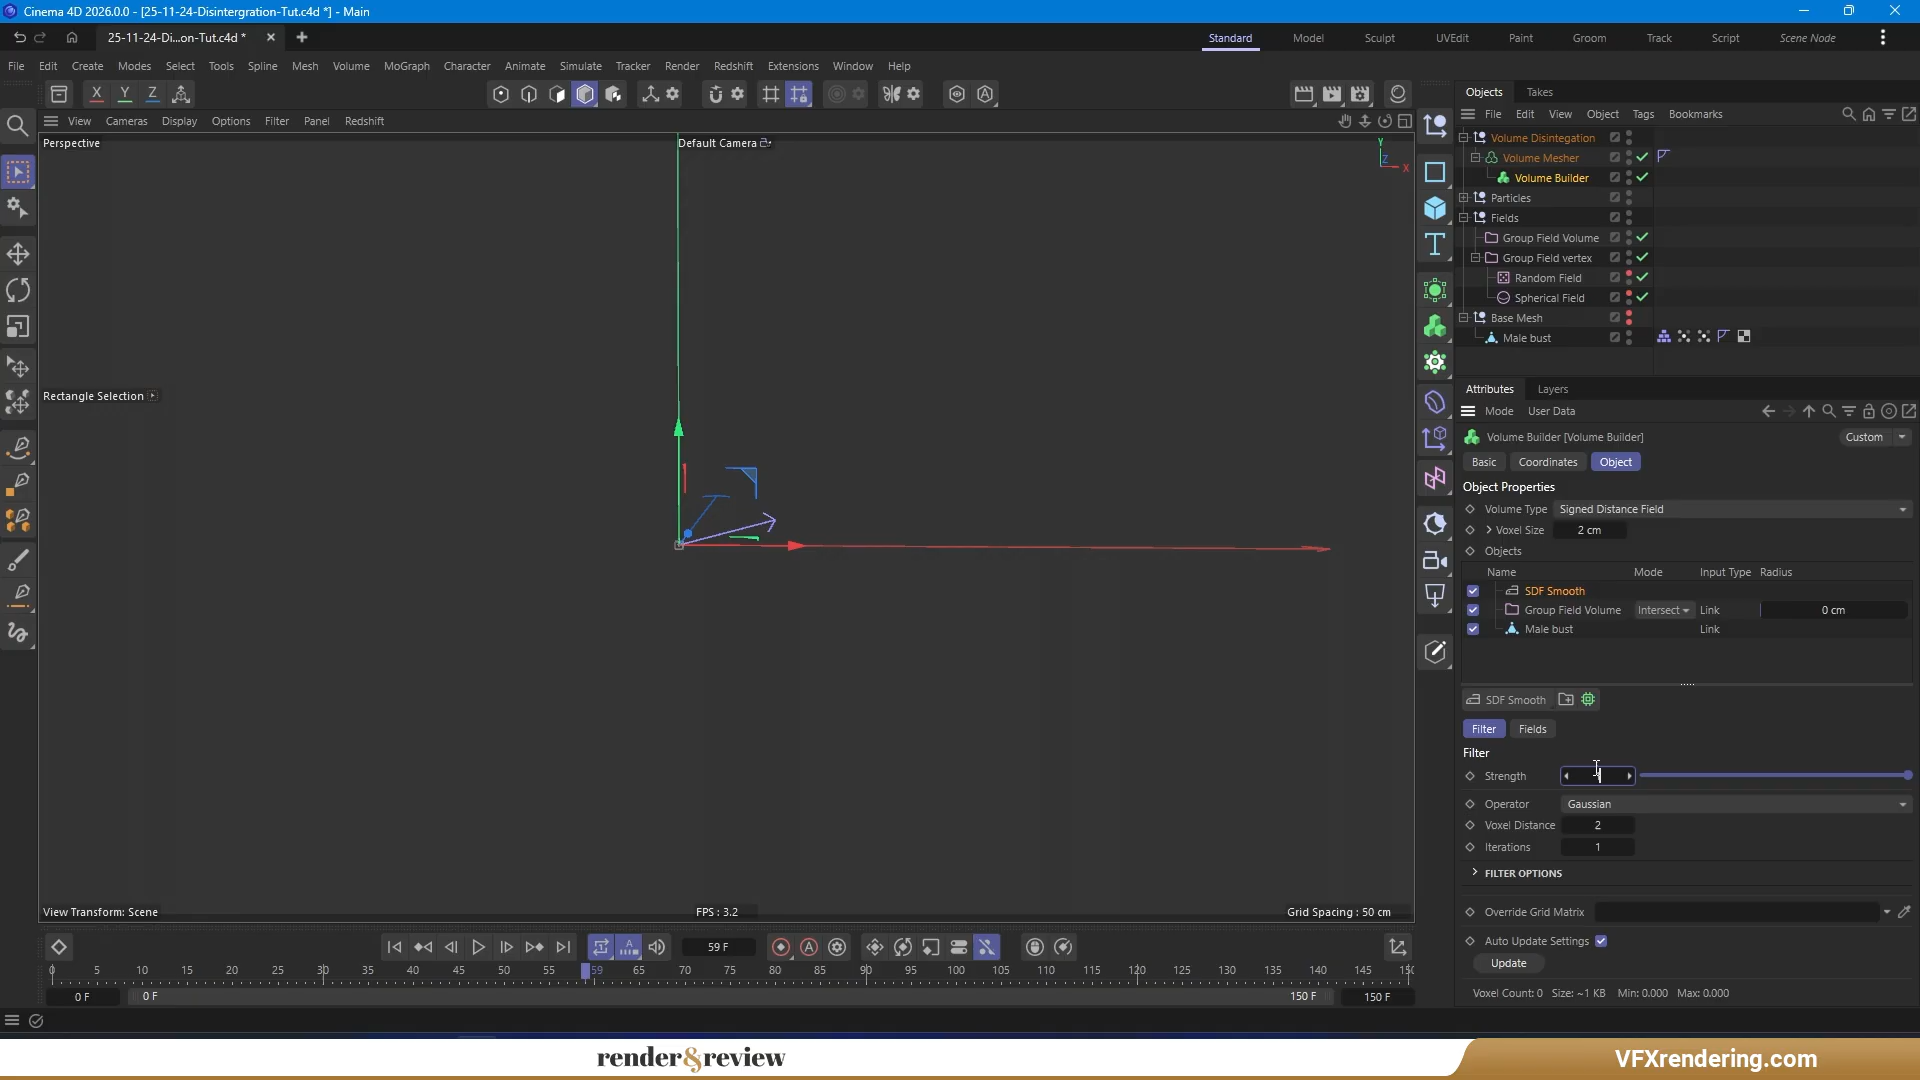 Cinema 4D 2026.0.0 - [25-11-24-Disintergration-Tut.c4d *] - Main
25-11-24-Di...on-Tut.c4d *
Standard Model Sculpt UVEdit Paint Groom Track Script Scene Node
File Edit Create Modes Select Tools Spline Mesh Volume MoGraph Character Animate Simulate Tracker Render Redshift Extensions Window Help
X Y Z
View Cameras Display Options Filter Panel Redshift
Perspective
Default Camera
Y
Z
X
Rectangle Selection
View Transform: Scene
FPS : 3.2
Grid Spacing : 50 cm
Objects Takes
File Edit View Object Tags Bookmarks
Volume Disintegation
Volume Mesher
Volume Builder
Particles
Fields
Group Field Volume
Group Field vertex
Random Field
Spherical Field
Base Mesh
Male bust
Attributes Layers
Mode User Data
Volume Builder [Volume Builder]
Custom
Basic Coordinates Object
Object Properties
Volume Type Signed Distance Field
Voxel Size 2 cm
Objects
Name Mode Input Type Radius
SDF Smooth
Group Field Volume Intersect Link 0 cm
Male bust Link
SDF Smooth
Filter Fields
Filter
Strength
Operator Gaussian
Voxel Distance 2
Iterations 1
FILTER OPTIONS
Override Grid Matrix
Auto Update Settings
Update
Voxel Count: 0 Size: ~1 KB Min: 0.000 Max: 0.000
59 F
0 5 10 15 20 25 30 35 40 45 50 55 59 65 70 75 80 85 90 95 100 105 110 115 120 125 130 135 140 145 150
0 F 0 F 150 F 150 F
render&review
VFXrendering.com